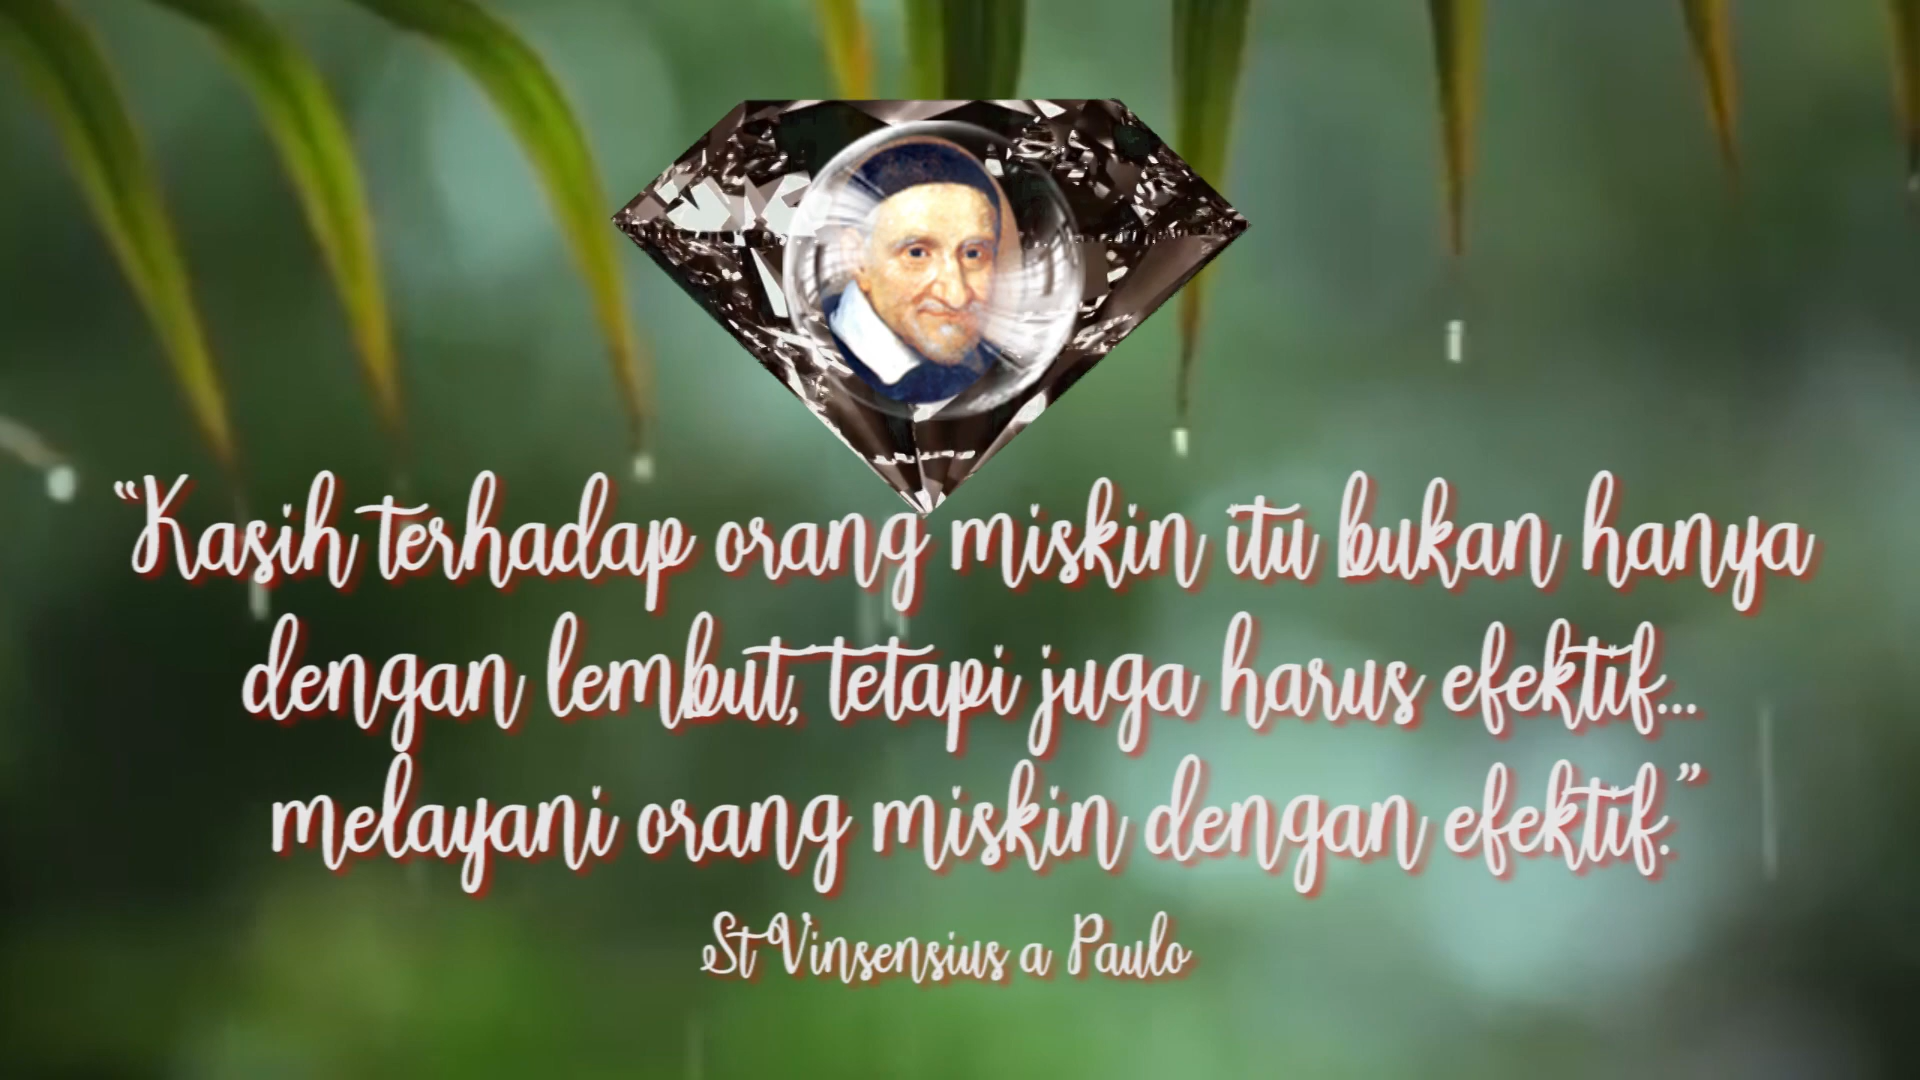 “Kasih terhadap orang miskin itu bukan hanya
dengan lembut, tetapi juga harus efektif...
melayani orang miskin dengan efektif.”
St Vinsensius a Paulo